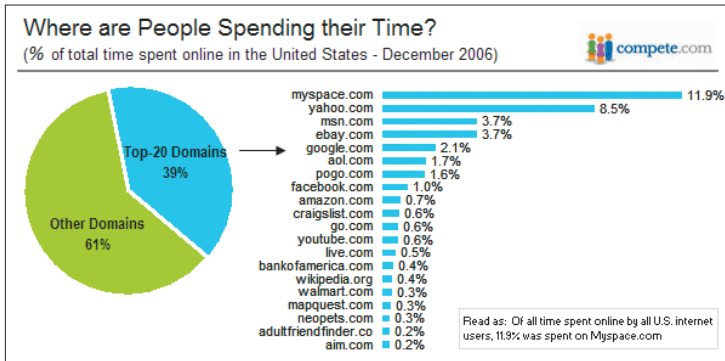 Where are People Spending their Time?
(% of total time spent online in the United States - December 2006)
compete.com
Top-20 Domains
39%
Other Domains
61%
myspace.com 11.9%
yahoo.com 8.5%
msn.com 3.7%
ebay.com 3.7%
google.com 2.1%
aol.com 1.7%
pogo.com 1.6%
facebook.com 1.0%
amazon.com 0.7%
craigslist.com 0.6%
go.com 0.6%
youtube.com 0.6%
live.com 0.5%
bankofamerica.com 0.4%
wikipedia.org 0.4%
walmart.com 0.3%
mapquest.com 0.3%
neopets.com 0.3%
adultfriendfinder.co 0.2%
aim.com 0.2%
Read as: Of all time spent online by all U.S. internet
users, 11.9% was spent on Myspace.com